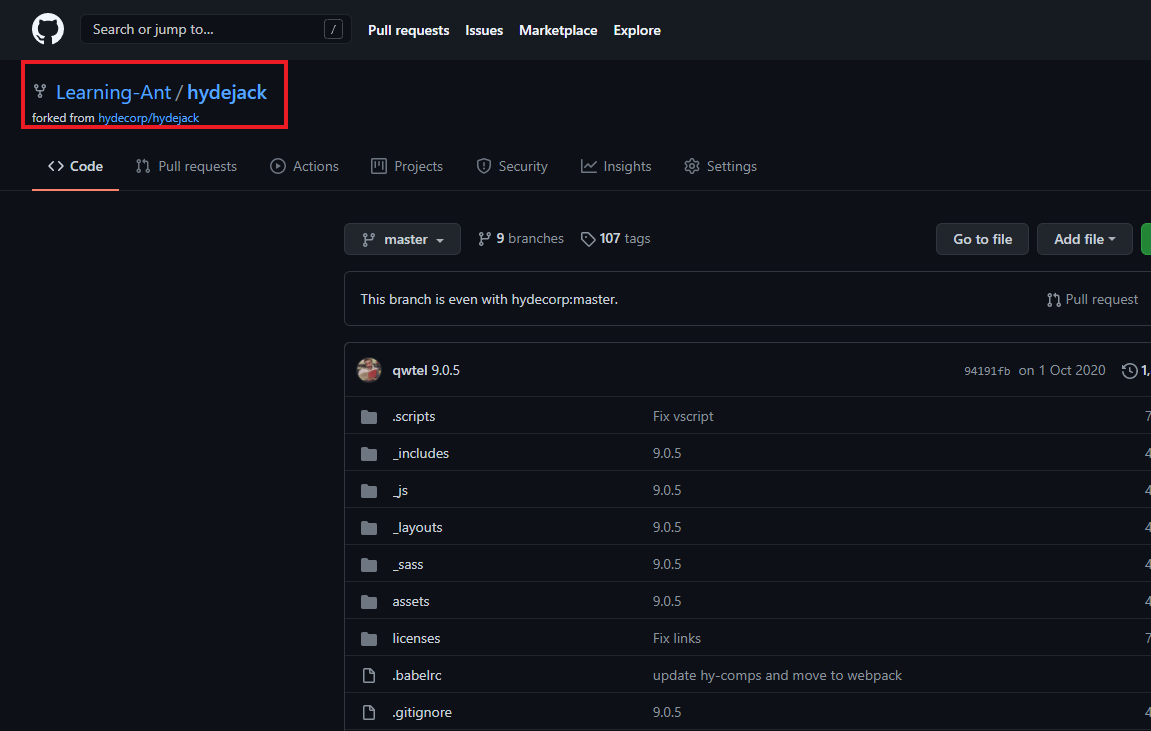 Search or jump to... / Pull requests Issues Marketplace Explore
Learning-Ant / hydejack
forked from hydecorp/hydejack
<> Code Pull requests Actions Projects Security Insights Settings
master 9 branches 107 tags Go to file Add file
This branch is even with hydecorp:master. Pull request
qwtel 9.0.5 94191fb on 1 Oct 2020 1,
.scripts Fix vscript 7
_includes 9.0.5 4
_js 9.0.5 4
_layouts 9.0.5 4
_sass 9.0.5 4
assets 9.0.5 4
licenses Fix links 7
.babelrc update hy-comps and move to webpack
.gitignore 9.0.5 4